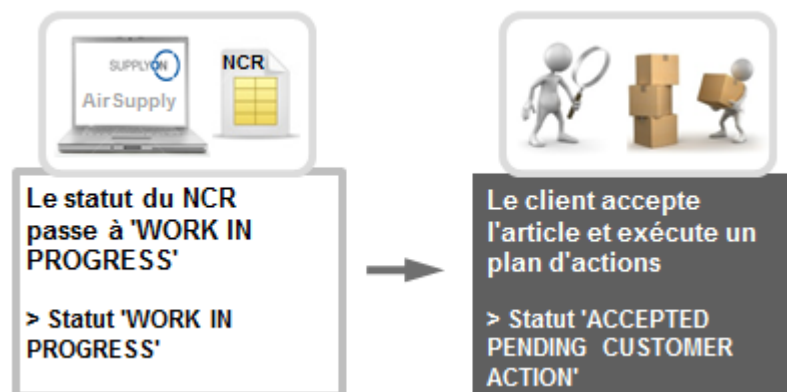 SUPPLYON
AirSupply
NCR
Le statut du NCR
passe à 'WORK IN
PROGRESS'
> Statut 'WORK IN
PROGRESS'
Le client accepte
l'article et exécute un
plan d'actions
> Statut 'ACCEPTED
PENDING CUSTOMER
ACTION'